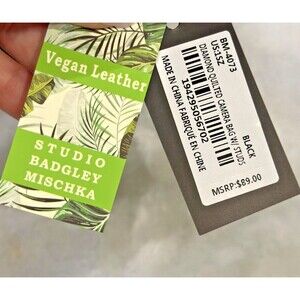 Vegan Leather
STUDIO
BADGLEY
MISCHKA
BM-4073
US:1SZ
DIAMOND QUILTED CAMERA BAG W/ STUDS
BLACK
194295056702
MADE IN CHINA FABRIQUE EN CHINE
MSRP:$89.00